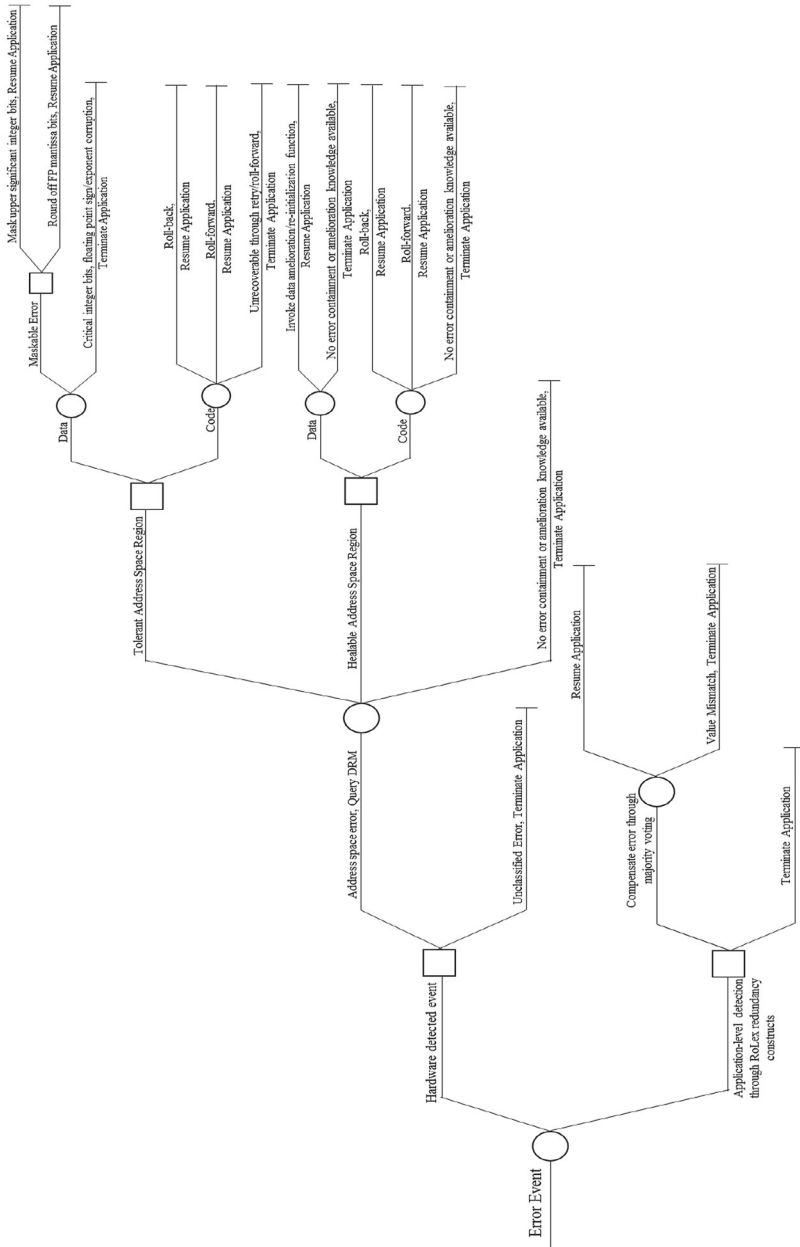 Error Event
Hardware detected event
Application-level detection
through RoLex redundancy
constructs
Address space error, Query DRM
Unclassified Error, Terminate Application
Compensate error through
majority voting
Terminate Application
Tolerant Address Space Region
Healable Address Space Region
No error containment or amelioration knowledge available,
Terminate Application
Resume Application
Value Mismatch, Terminate Application
Data
Code
Data
Code
Maskable Error
Critical integer bits, floating point sign/exponent corruption,
Terminate Application
Roll-back,
Resume Application
Roll-forward,
Resume Application
Unrecoverable through retry/roll-forward,
Terminate Application
Invoke data amelioration/re-initialization function,
Resume Application
No error containment or amelioration knowledge available,
Terminate Application
Roll-back,
Resume Application
Roll-forward,
Resume Application
No error containment or amelioration knowledge available,
Terminate Application
Mask upper significant integer bits, Resume Application
Round off FP mantissa bits, Resume Application